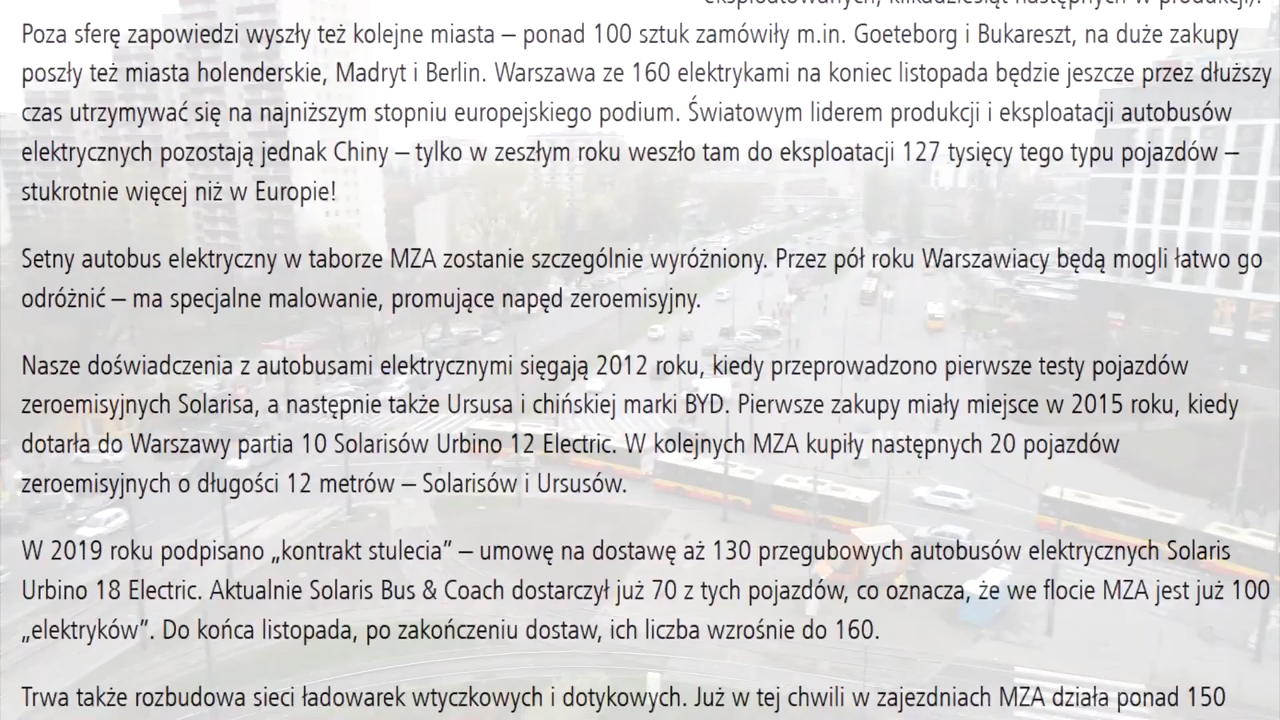 eksploatowanych, kilkadziesiąt następnych w produkcji).
Poza sferę zapowiedzi wyszły też kolejne miasta – ponad 100 sztuk zamówiły m.in. Goeteborg i Bukareszt, na duże zakupy
poszły też miasta holenderskie, Madryt i Berlin. Warszawa ze 160 elektrykami na koniec listopada będzie jeszcze przez dłuższy
czas utrzymywać się na najniższym stopniu europejskiego podium. Światowym liderem produkcji i eksploatacji autobusów
elektrycznych pozostają jednak Chiny – tylko w zeszłym roku weszło tam do eksploatacji 127 tysięcy tego typu pojazdów –
stukrotnie więcej niż w Europie!
Setny autobus elektryczny w taborze MZA zostanie szczególnie wyróżniony. Przez pół roku Warszawiacy będą mogli łatwo go
odróżnić – ma specjalne malowanie, promujące napęd zeroemisyjny.
Nasze doświadczenia z autobusami elektrycznymi sięgają 2012 roku, kiedy przeprowadzono pierwsze testy pojazdów
zeroemisyjnych Solarisa, a następnie także Ursusa i chińskiej marki BYD. Pierwsze zakupy miały miejsce w 2015 roku, kiedy
dotarła do Warszawy partia 10 Solarisów Urbino 12 Electric. W kolejnych MZA kupiły następnych 20 pojazdów
zeroemisyjnych o długości 12 metrów – Solarisów i Ursusów.
W 2019 roku podpisano „kontrakt stulecia” – umowę na dostawę aż 130 przegubowych autobusów elektrycznych Solaris
Urbino 18 Electric. Aktualnie Solaris Bus & Coach dostarczył już 70 z tych pojazdów, co oznacza, że we flocie MZA jest już 100
„elektryków”. Do końca listopada, po zakończeniu dostaw, ich liczba wzrośnie do 160.
Trwa także rozbudowa sieci ładowarek wtyczkowych i dotykowych. Już w tej chwili w zajezdniach MZA działa ponad 150